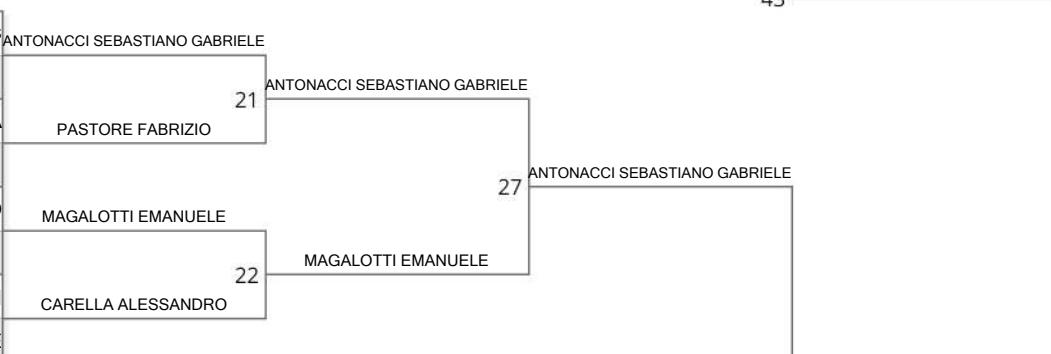 ANTONACCI SEBASTIANO GABRIELE
ANTONACCI SEBASTIANO GABRIELE
21
PASTORE FABRIZIO
ANTONACCI SEBASTIANO GABRIELE
27
MAGALOTTI EMANUELE
MAGALOTTI EMANUELE
22
CARELLA ALESSANDRO